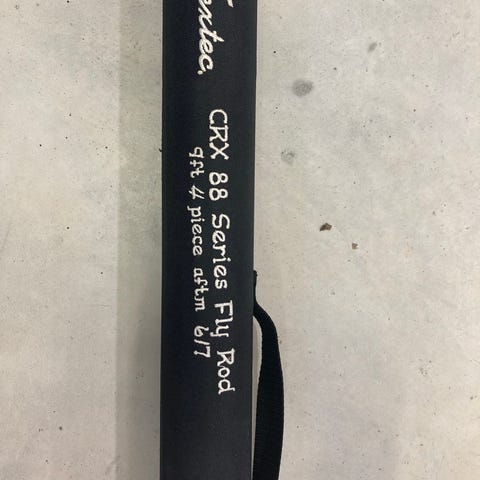 CRX 88 Series Fly Rod
9ft 4 piece aftm 6/7